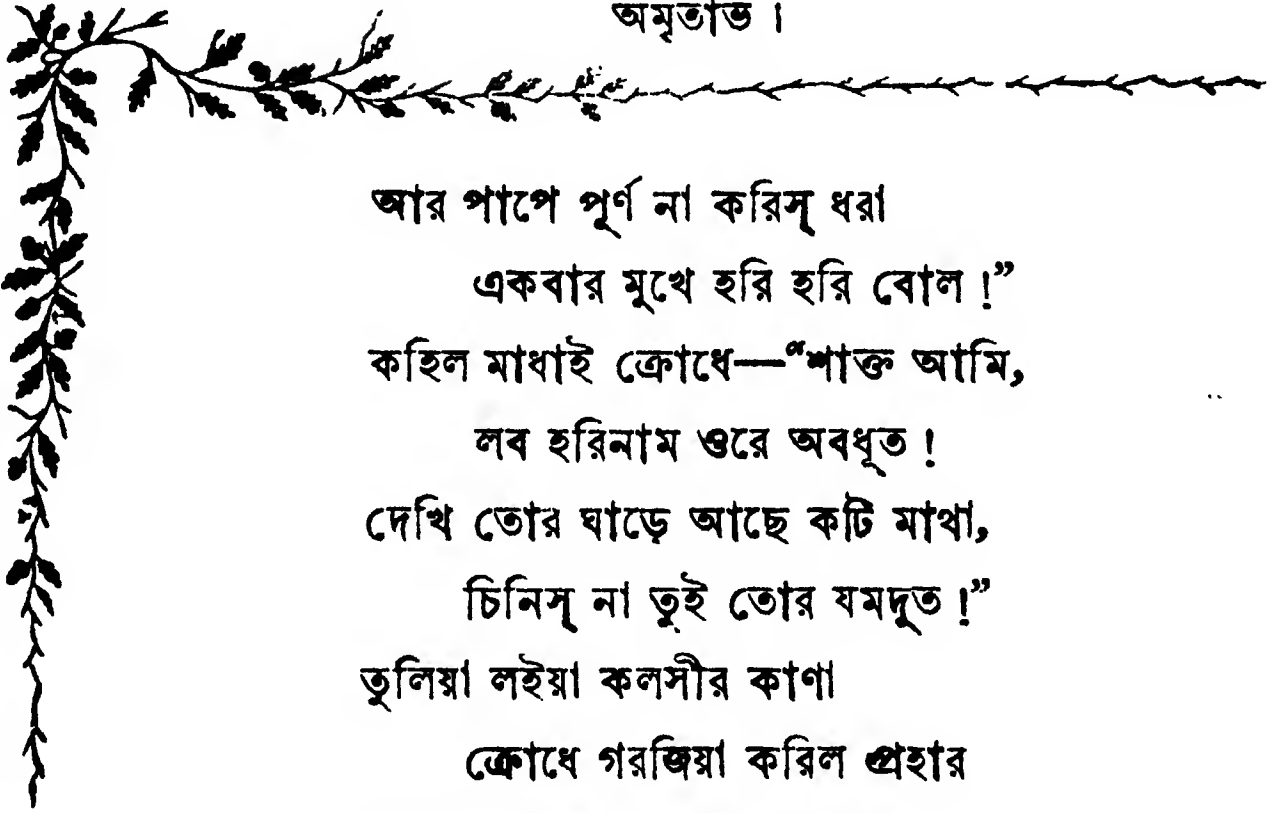 অমৃতাভ ।
আর পাপে পূর্ণ না করিস্ ধরা
একবার মুখে হরি হরি বোল !”
কহিল মাধাই ক্রোধে—“শাক্ত আমি,
লব হরিনাম ওরে অবধূত !
দেখি তোর ঘাড়ে আছে কটি মাথা,
চিনিস্ না তুই তোর যমদূত !”
তুলিয়া লইয়া কলসীর কাণা
ক্রোধে গরজিয়া করিল প্রহার